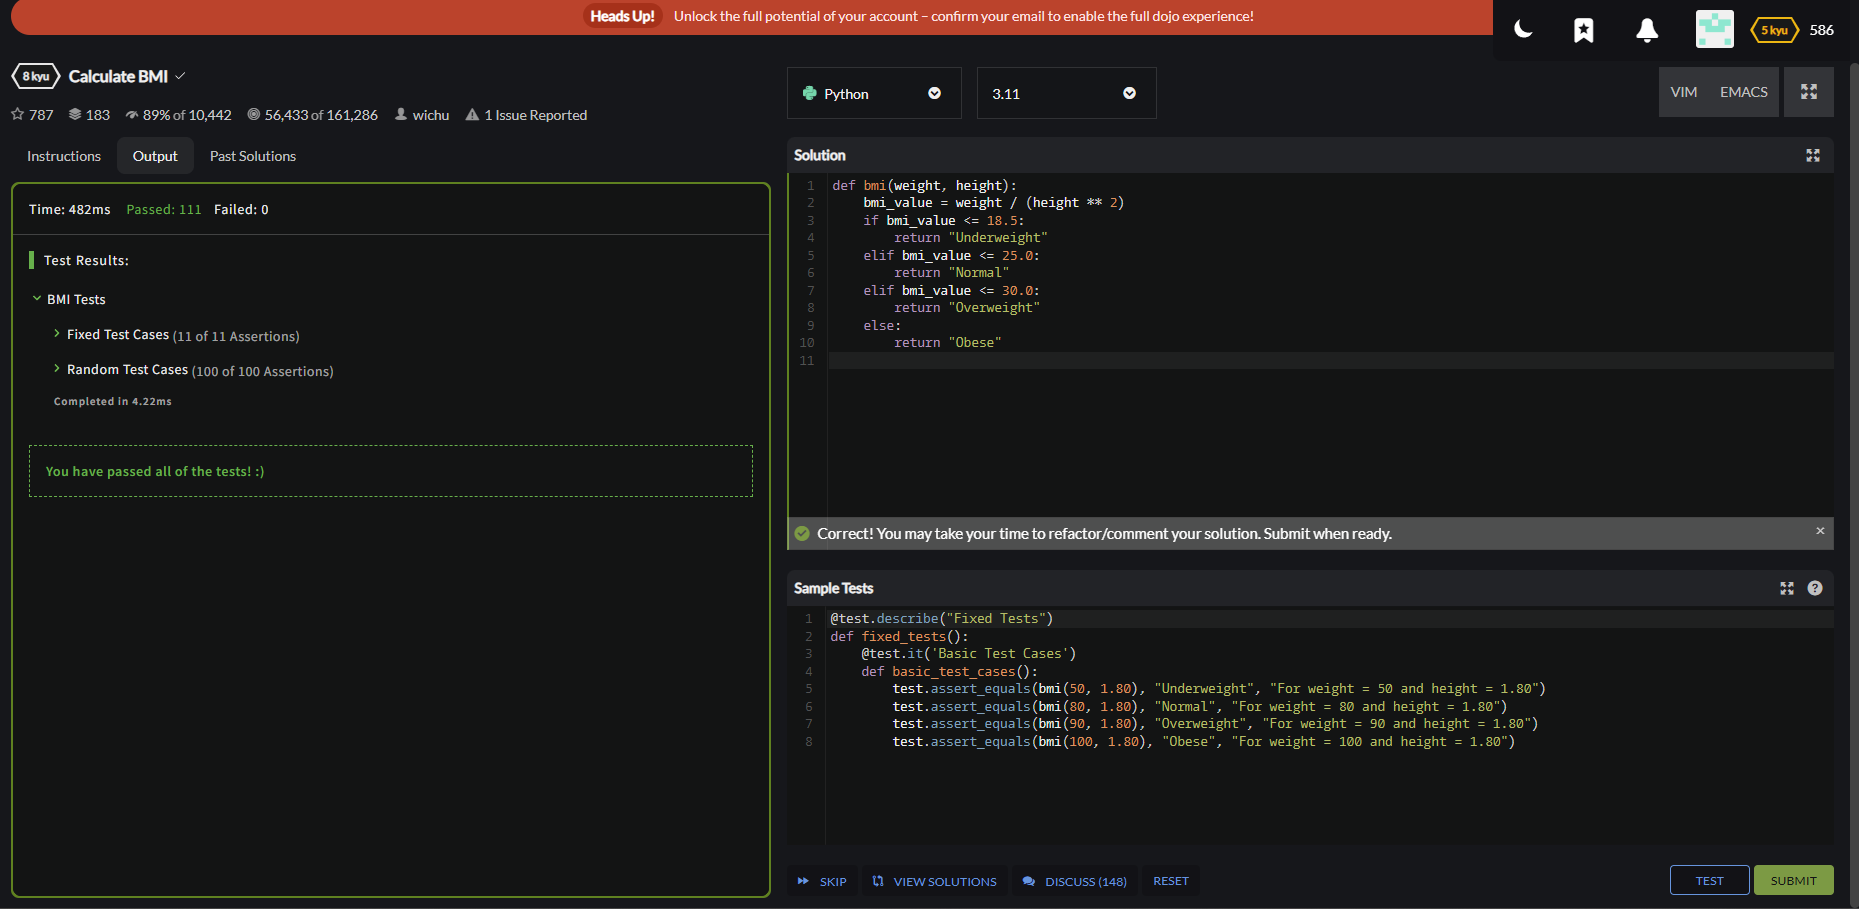 Heads Up! Unlock the full potential of your account – confirm your email to enable the full dojo experience!
5 kyu 586
8 kyu Calculate BMI
787 183 89% of 10,442 56,433 of 161,286 wichu 1 Issue Reported
Instructions Output Past Solutions
Time: 482ms Passed: 111 Failed: 0
Test Results:
BMI Tests
Fixed Test Cases (11 of 11 Assertions)
Random Test Cases (100 of 100 Assertions)
Completed in 4.22ms
You have passed all of the tests! :)
Python 3.11 VIM EMACS
Solution
1 def bmi(weight, height):
2     bmi_value = weight / (height ** 2)
3     if bmi_value <= 18.5:
4         return "Underweight"
5     elif bmi_value <= 25.0:
6         return "Normal"
7     elif bmi_value <= 30.0:
8         return "Overweight"
9     else:
10         return "Obese"
11
Correct! You may take your time to refactor/comment your solution. Submit when ready. ×
Sample Tests ?
1 @test.describe("Fixed Tests")
2 def fixed_tests():
3     @test.it('Basic Test Cases')
4     def basic_test_cases():
5         test.assert_equals(bmi(50, 1.80), "Underweight", "For weight = 50 and height = 1.80")
6         test.assert_equals(bmi(80, 1.80), "Normal", "For weight = 80 and height = 1.80")
7         test.assert_equals(bmi(90, 1.80), "Overweight", "For weight = 90 and height = 1.80")
8         test.assert_equals(bmi(100, 1.80), "Obese", "For weight = 100 and height = 1.80")
SKIP VIEW SOLUTIONS DISCUSS (148) RESET TEST SUBMIT